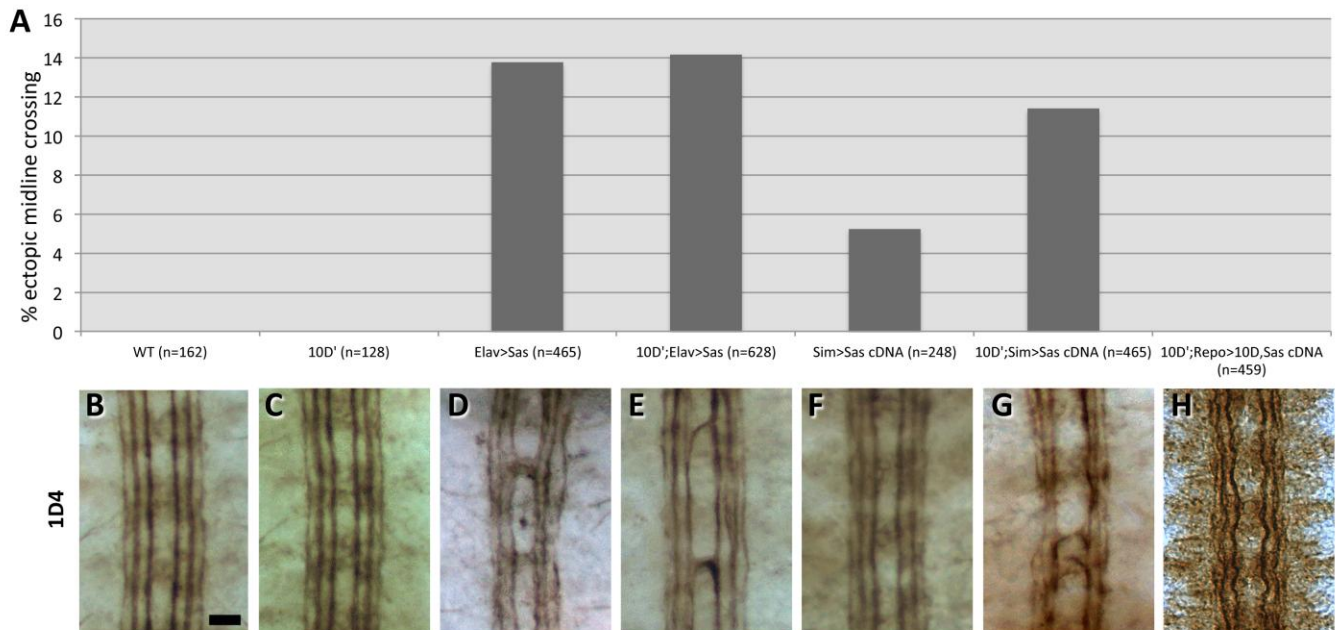 A
16
14
12
10
8
6
4
2
0
% ectopic midline crossing
WT (n=162)
10D' (n=128)
Elav>Sas (n=465)
10D';Elav>Sas (n=628)
Sim>Sas cDNA (n=248)
10D';Sim>Sas cDNA (n=465)
10D';Repo>10D,Sas cDNA
(n=459)
1D4
B
C
D
E
F
G
H